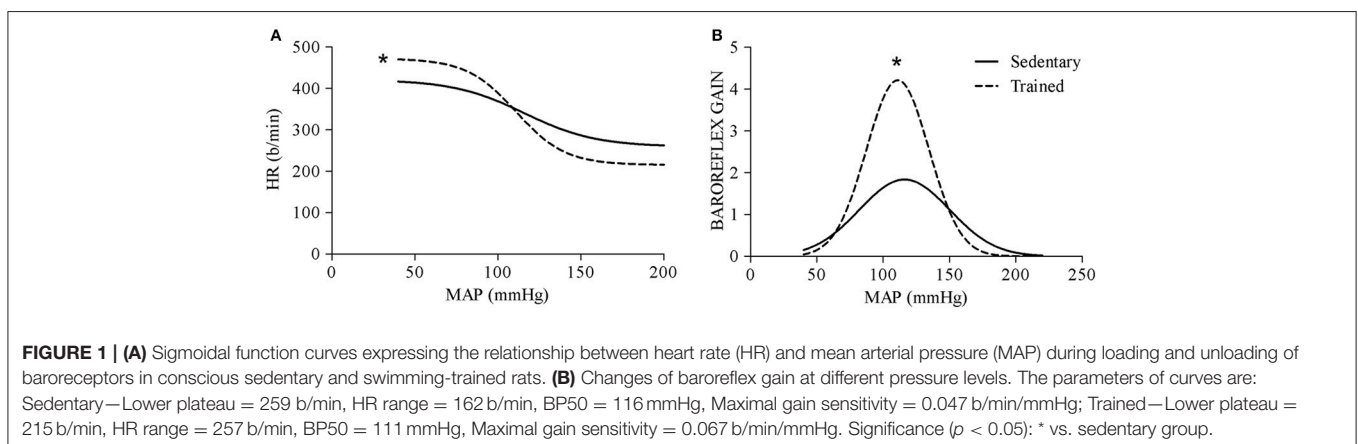 A
B
500
400
300
200
100
0
HR (b/min)
0
50
100
150
200
MAP (mmHg)
*
5
4
3
2
1
0
BAROREFLEX GAIN
0
50
100
150
200
250
MAP (mmHg)
*
Sedentary
Trained
FIGURE 1 | (A) Sigmoidal function curves expressing the relationship between heart rate (HR) and mean arterial pressure (MAP) during loading and unloading of
baroreceptors in conscious sedentary and swimming-trained rats. (B) Changes of baroreflex gain at different pressure levels. The parameters of curves are:
Sedentary—Lower plateau = 259 b/min, HR range = 162 b/min, BP50 = 116 mmHg, Maximal gain sensitivity = 0.047 b/min/mmHg; Trained—Lower plateau =
215 b/min, HR range = 257 b/min, BP50 = 111 mmHg, Maximal gain sensitivity = 0.067 b/min/mmHg. Significance (p < 0.05): * vs. sedentary group.